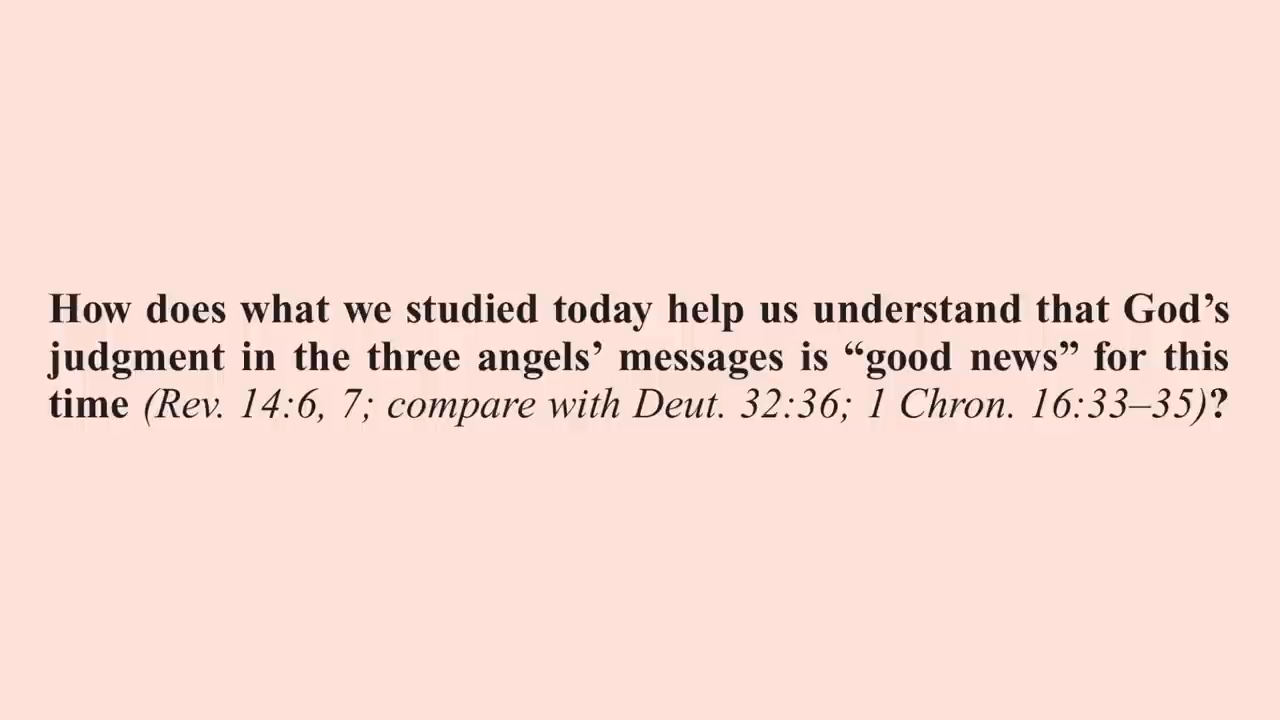 How does what we studied today help us understand that God’s
judgment in the three angels’ messages is “good news” for this
time (Rev. 14:6, 7; compare with Deut. 32:36; 1 Chron. 16:33–35)?